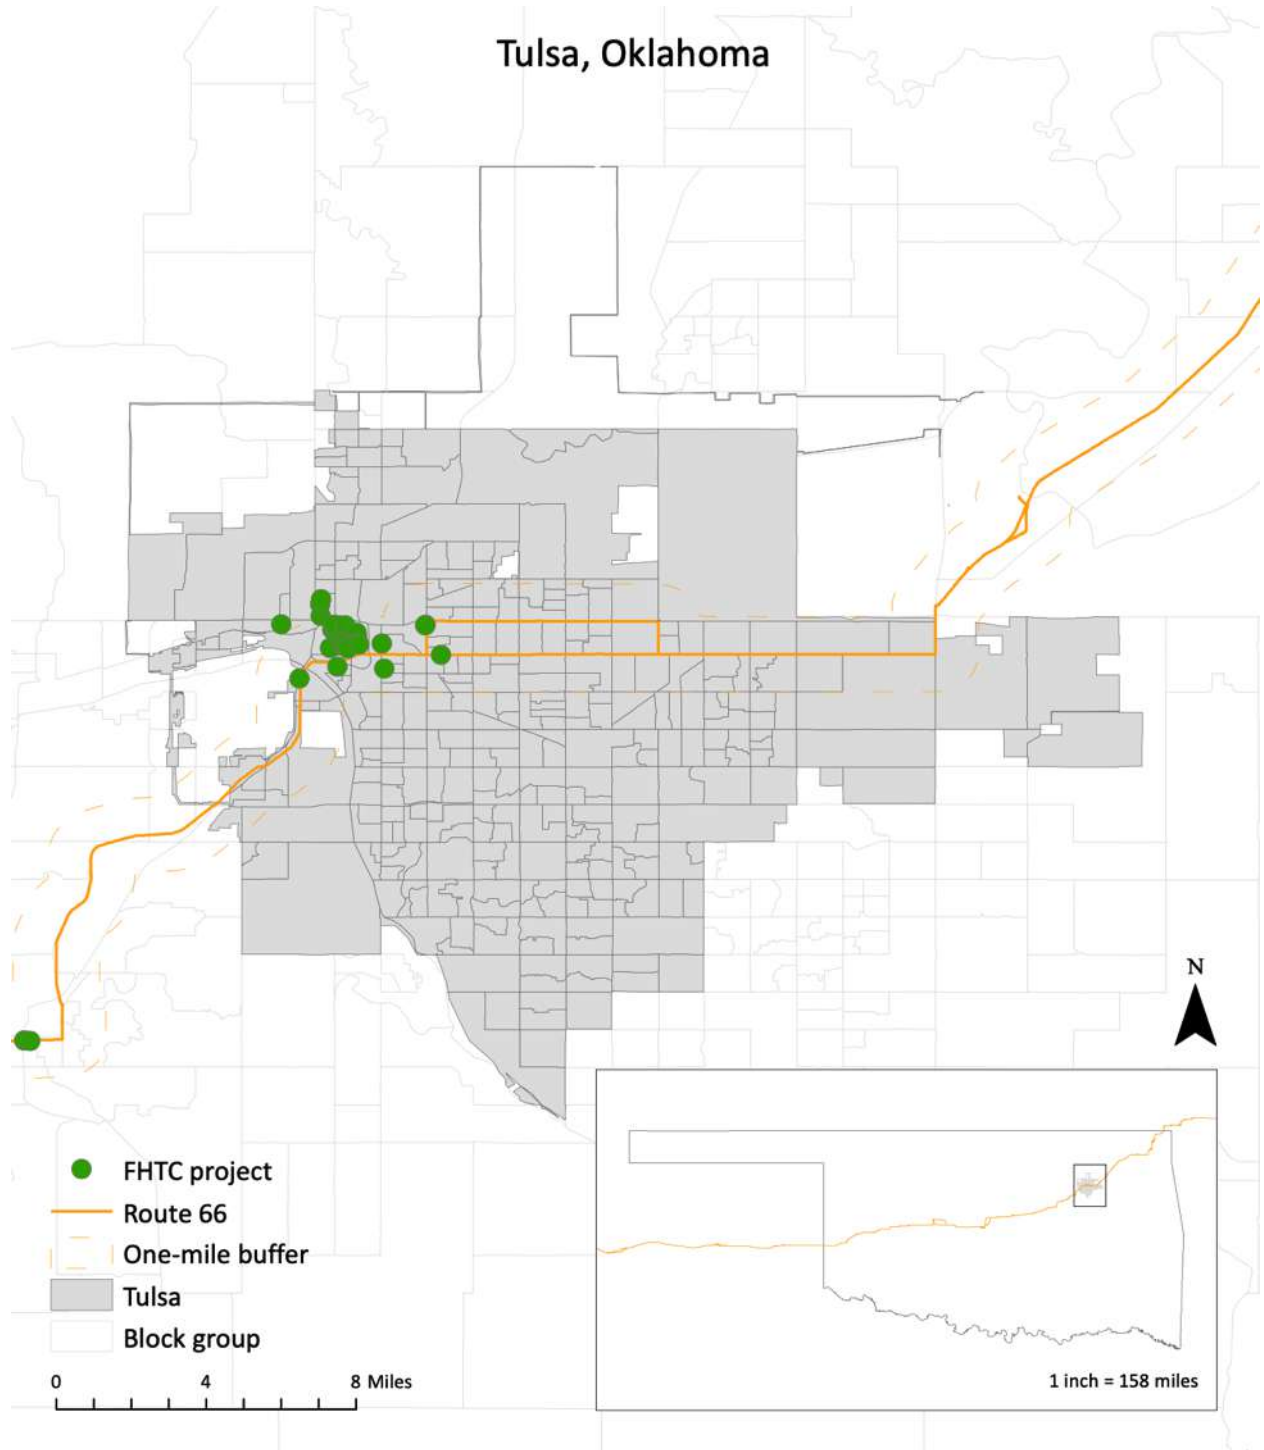 Tulsa, Oklahoma
N
FHTC project
Route 66
One-mile buffer
Tulsa
Block group
0 4 8 Miles
1 inch = 158 miles